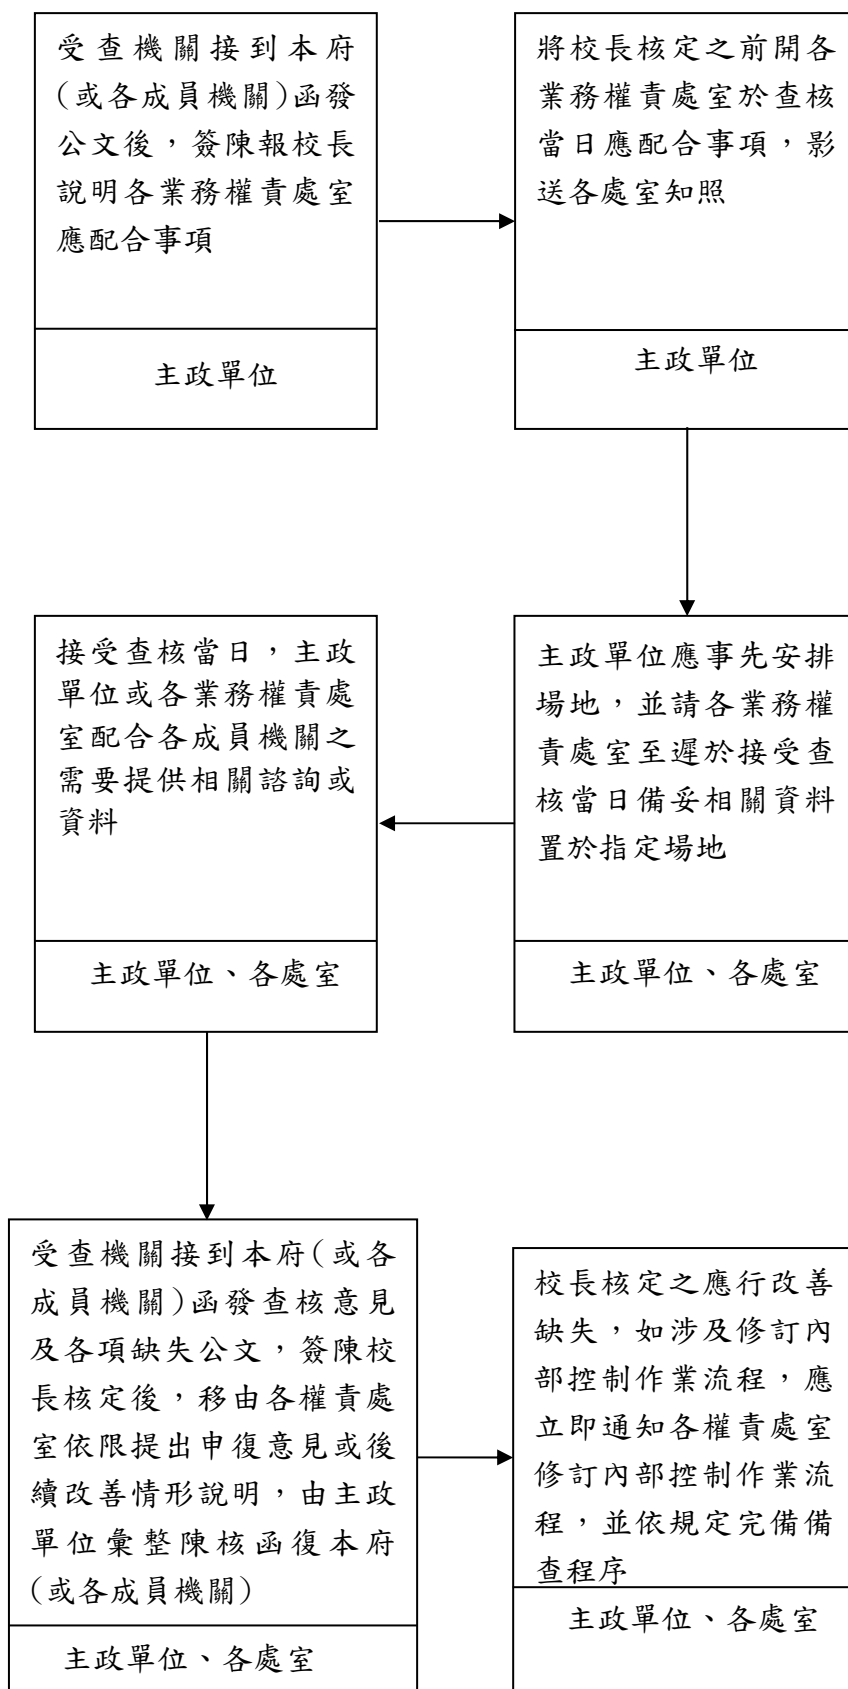 受查機關接到本府
(或各成員機關)函發
公文後，簽陳報校長
說明各業務權責處室
應配合事項
主政單位
將校長核定之前開各
業務權責處室於查核
當日應配合事項，影
送各處室知照
主政單位
主政單位應事先安排
場地，並請各業務權
責處室至遲於接受查
核當日備妥相關資料
置於指定場地
主政單位、各處室
接受查核當日，主政
單位或各業務權責處
室配合各成員機關之
需要提供相關諮詢或
資料
主政單位、各處室
受查機關接到本府(或各
成員機關)函發查核意見
及各項缺失公文，簽陳校
長核定後，移由各權責處
室依限提出申復意見或後
續改善情形說明，由主政
單位彙整陳核函復本府
(或各成員機關)
主政單位、各處室
校長核定之應行改善
缺失，如涉及修訂內
部控制作業流程，應
立即通知各權責處室
修訂內部控制作業流
程，並依規定完備備
查程序
主政單位、各處室